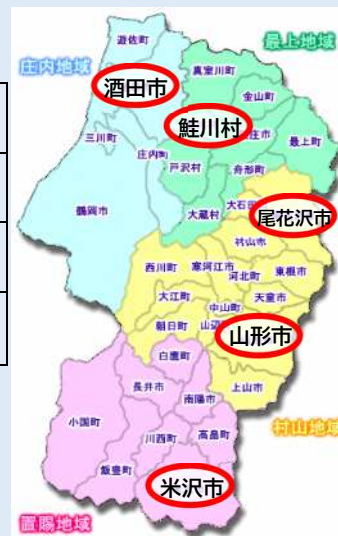 遊佐町
最上地域
庄内地域
真室川町
酒田市
金山町
鮭川村
庄市
三川町
庄内町
戸沢村
最上町
舟形町
鶴岡市
大蔵村
大石田
尾花沢市
村山市
西川町
寒河江市
河北町
東根市
大江町
中山町
天童市
朝日町
山辺
山形市
白鷹町
上山市
長井市
南陽市
村山地域
小国町
川西町
高畠町
飯豊町
米沢市
置賜地域